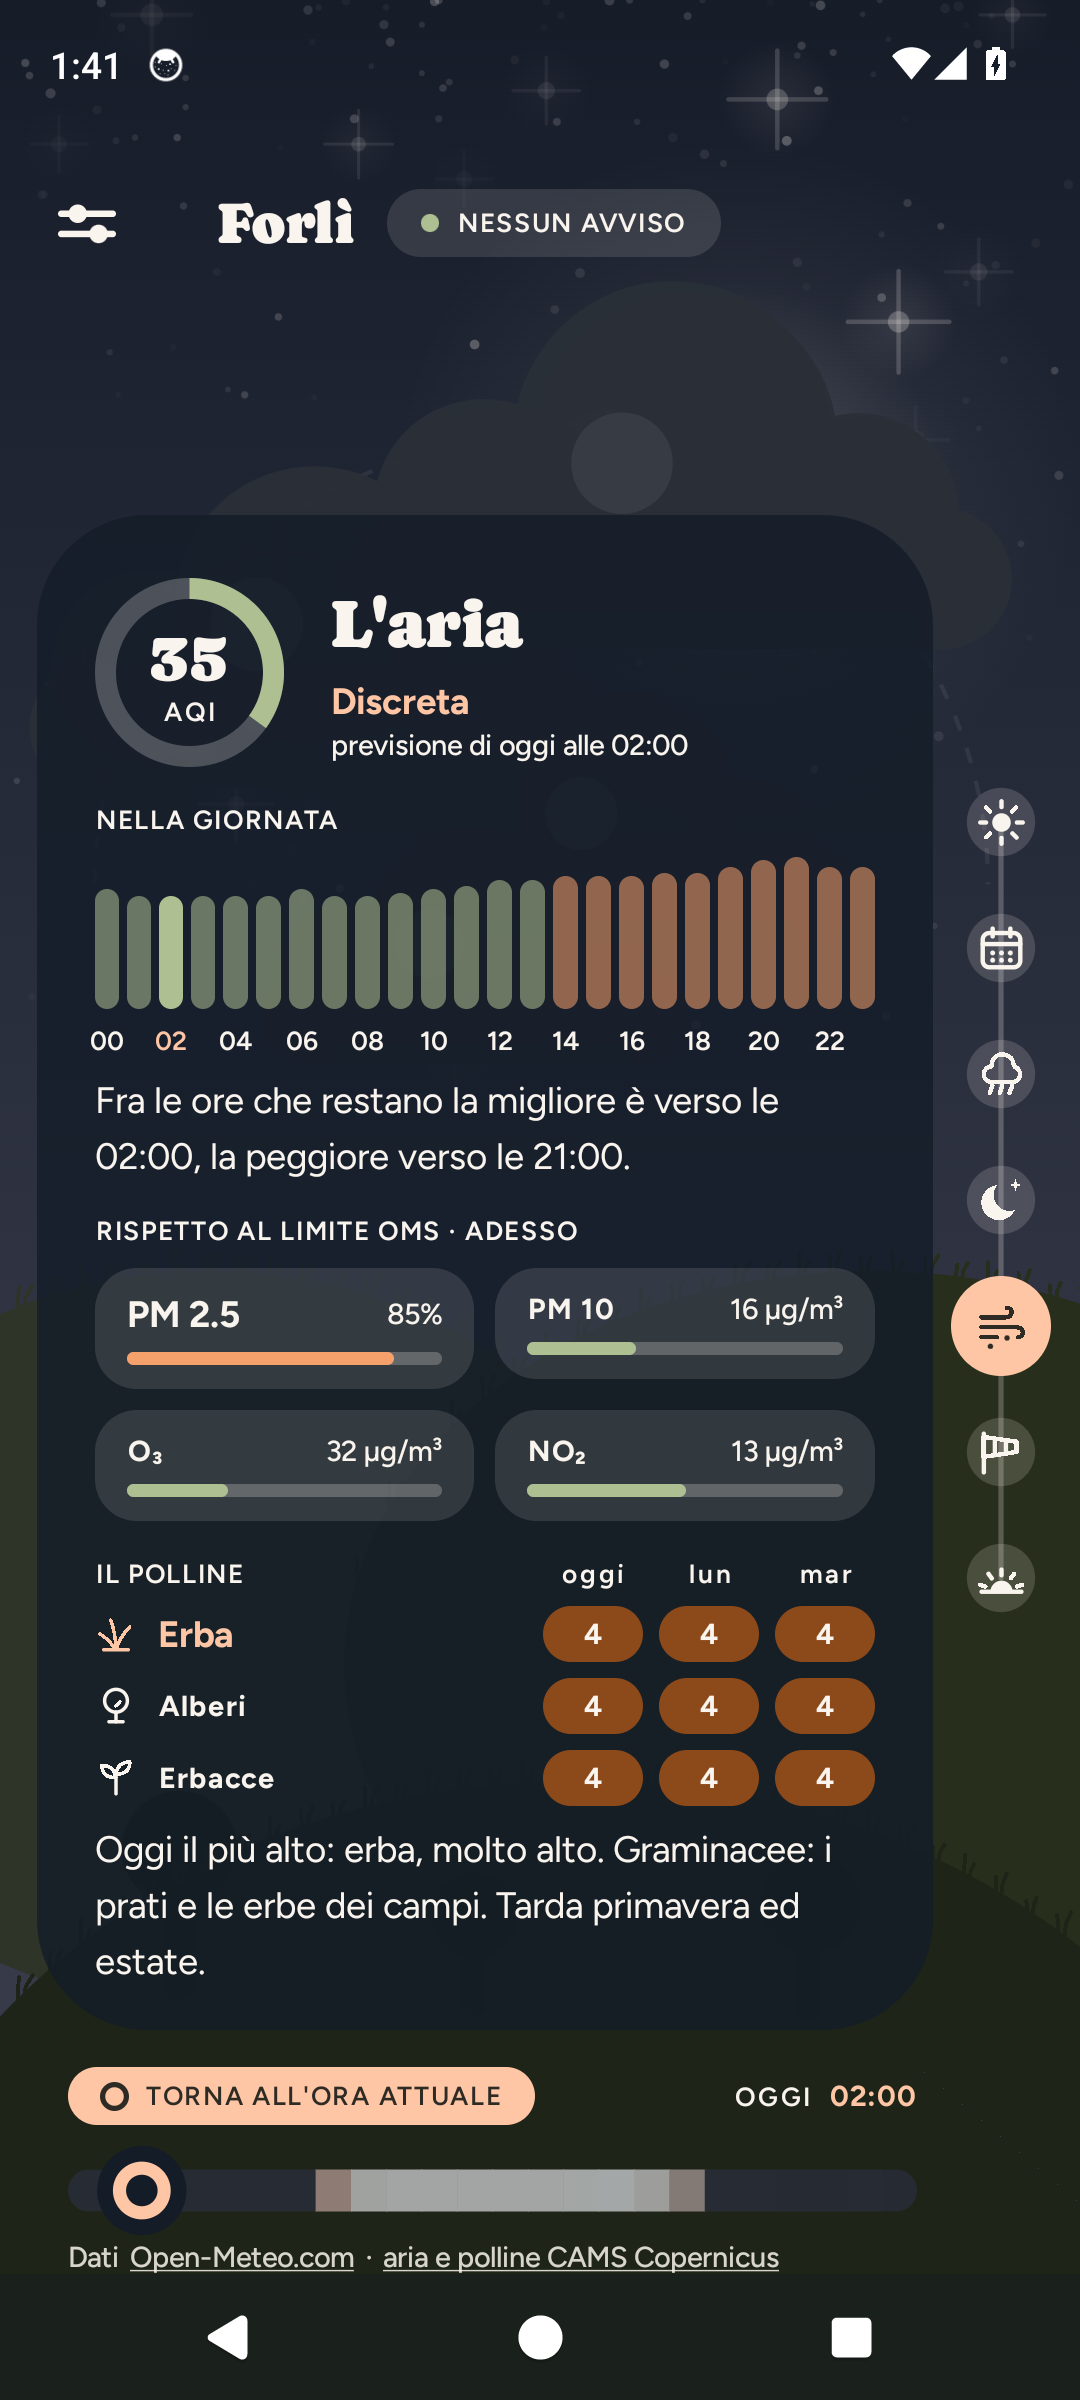 1:41
Forlì
NESSUN AVVISO
35
AQI
L'aria
Discreta
previsione di oggi alle 02:00
NELLA GIORNATA
00 02 04 06 08 10 12 14 16 18 20 22
Fra le ore che restano la migliore è verso le
02:00, la peggiore verso le 21:00.
RISPETTO AL LIMITE OMS · ADESSO
PM 2.5 85%
PM 10 16 µg/m³
O₃ 32 µg/m³
NO₂ 13 µg/m³
IL POLLINE oggi lun mar
Erba 4 4 4
Alberi 4 4 4
Erbacce 4 4 4
Oggi il più alto: erba, molto alto. Graminacee: i
prati e le erbe dei campi. Tarda primavera ed
estate.
TORNA ALL'ORA ATTUALE
OGGI 02:00
Dati Open-Meteo.com · aria e polline CAMS Copernicus